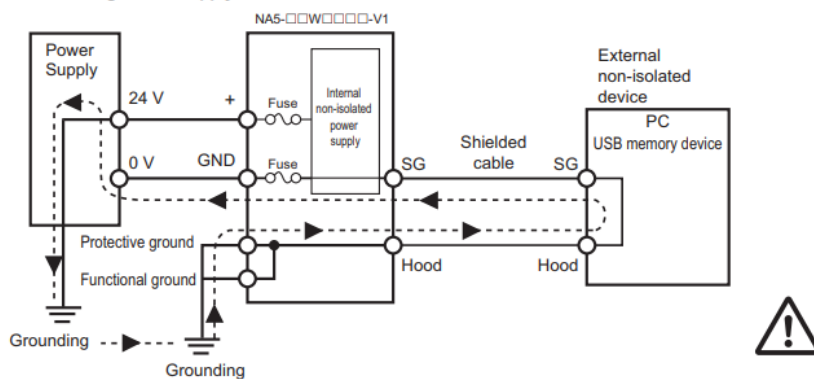 NA5-□□W□□□□-V1
Power
Supply
24 V
+
Fuse
Internal
non-isolated
power
supply
External
non-isolated
device
PC
USB memory device
0 V
GND
Fuse
SG
Shielded
cable
SG
Protective ground
Functional ground
Hood
Hood
Grounding
Grounding